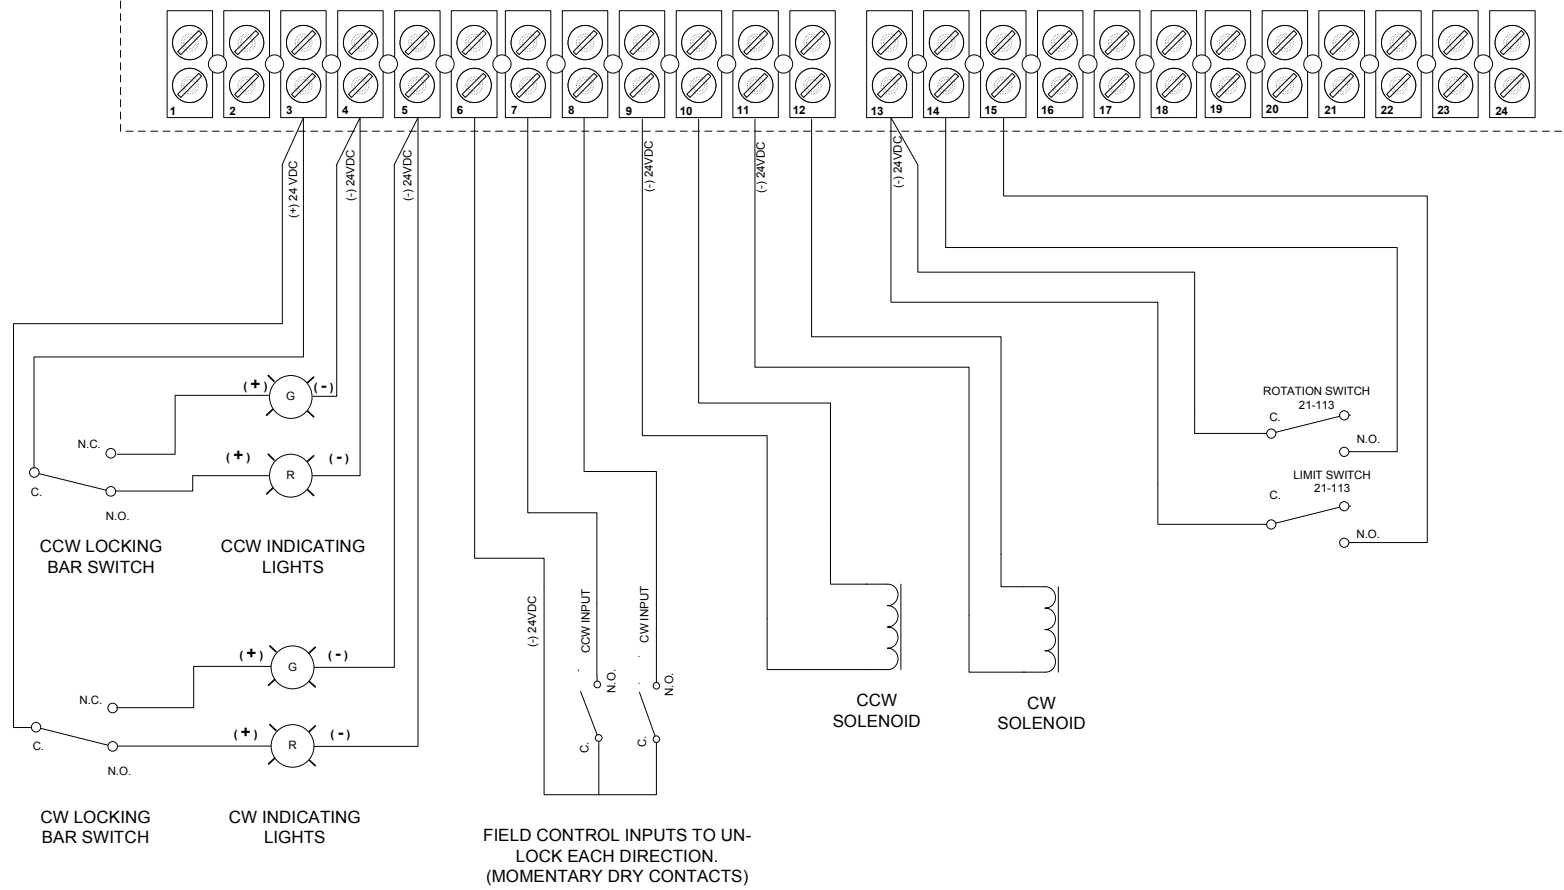 1 2 3 4 5 6 7 8 9 10 11 12 13 14 15 16 17 18 19 20 21 22 23 24
(+) 24 VDC
(-) 24VDC
(-) 24VDC
(-) 24VDC
(-) 24VDC
(-) 24VDC
(+) G (-)
N.C.
(+) R (-)
C.
N.O.
CCW LOCKING
BAR SWITCH
CCW INDICATING
LIGHTS
(+) G (-)
N.C.
(+) R (-)
C.
N.O.
CW LOCKING
BAR SWITCH
CW INDICATING
LIGHTS
(-) 24VDC
CCW INPUT
N.O.
C.
CW INPUT
N.O.
C.
FIELD CONTROL INPUTS TO UN-
LOCK EACH DIRECTION.
(MOMENTARY DRY CONTACTS)
CCW
SOLENOID
CW
SOLENOID
ROTATION SWITCH
21-113
C.
N.O.
LIMIT SWITCH
21-113
C.
N.O.